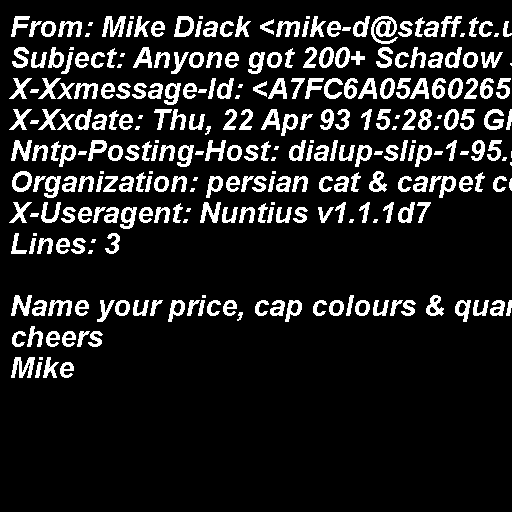 From: Mike Diack <mike-d@staff.tc.u
Subject: Anyone got 200+ Schadow
X-Xxmessage-Id: <A7FC6A05A60265
X-Xxdate: Thu, 22 Apr 93 15:28:05 G
Nntp-Posting-Host: dialup-slip-1-95.
Organization: persian cat & carpet c
X-Useragent: Nuntius v1.1.1d7
Lines: 3

Name your price, cap colours & quan
cheers
Mike